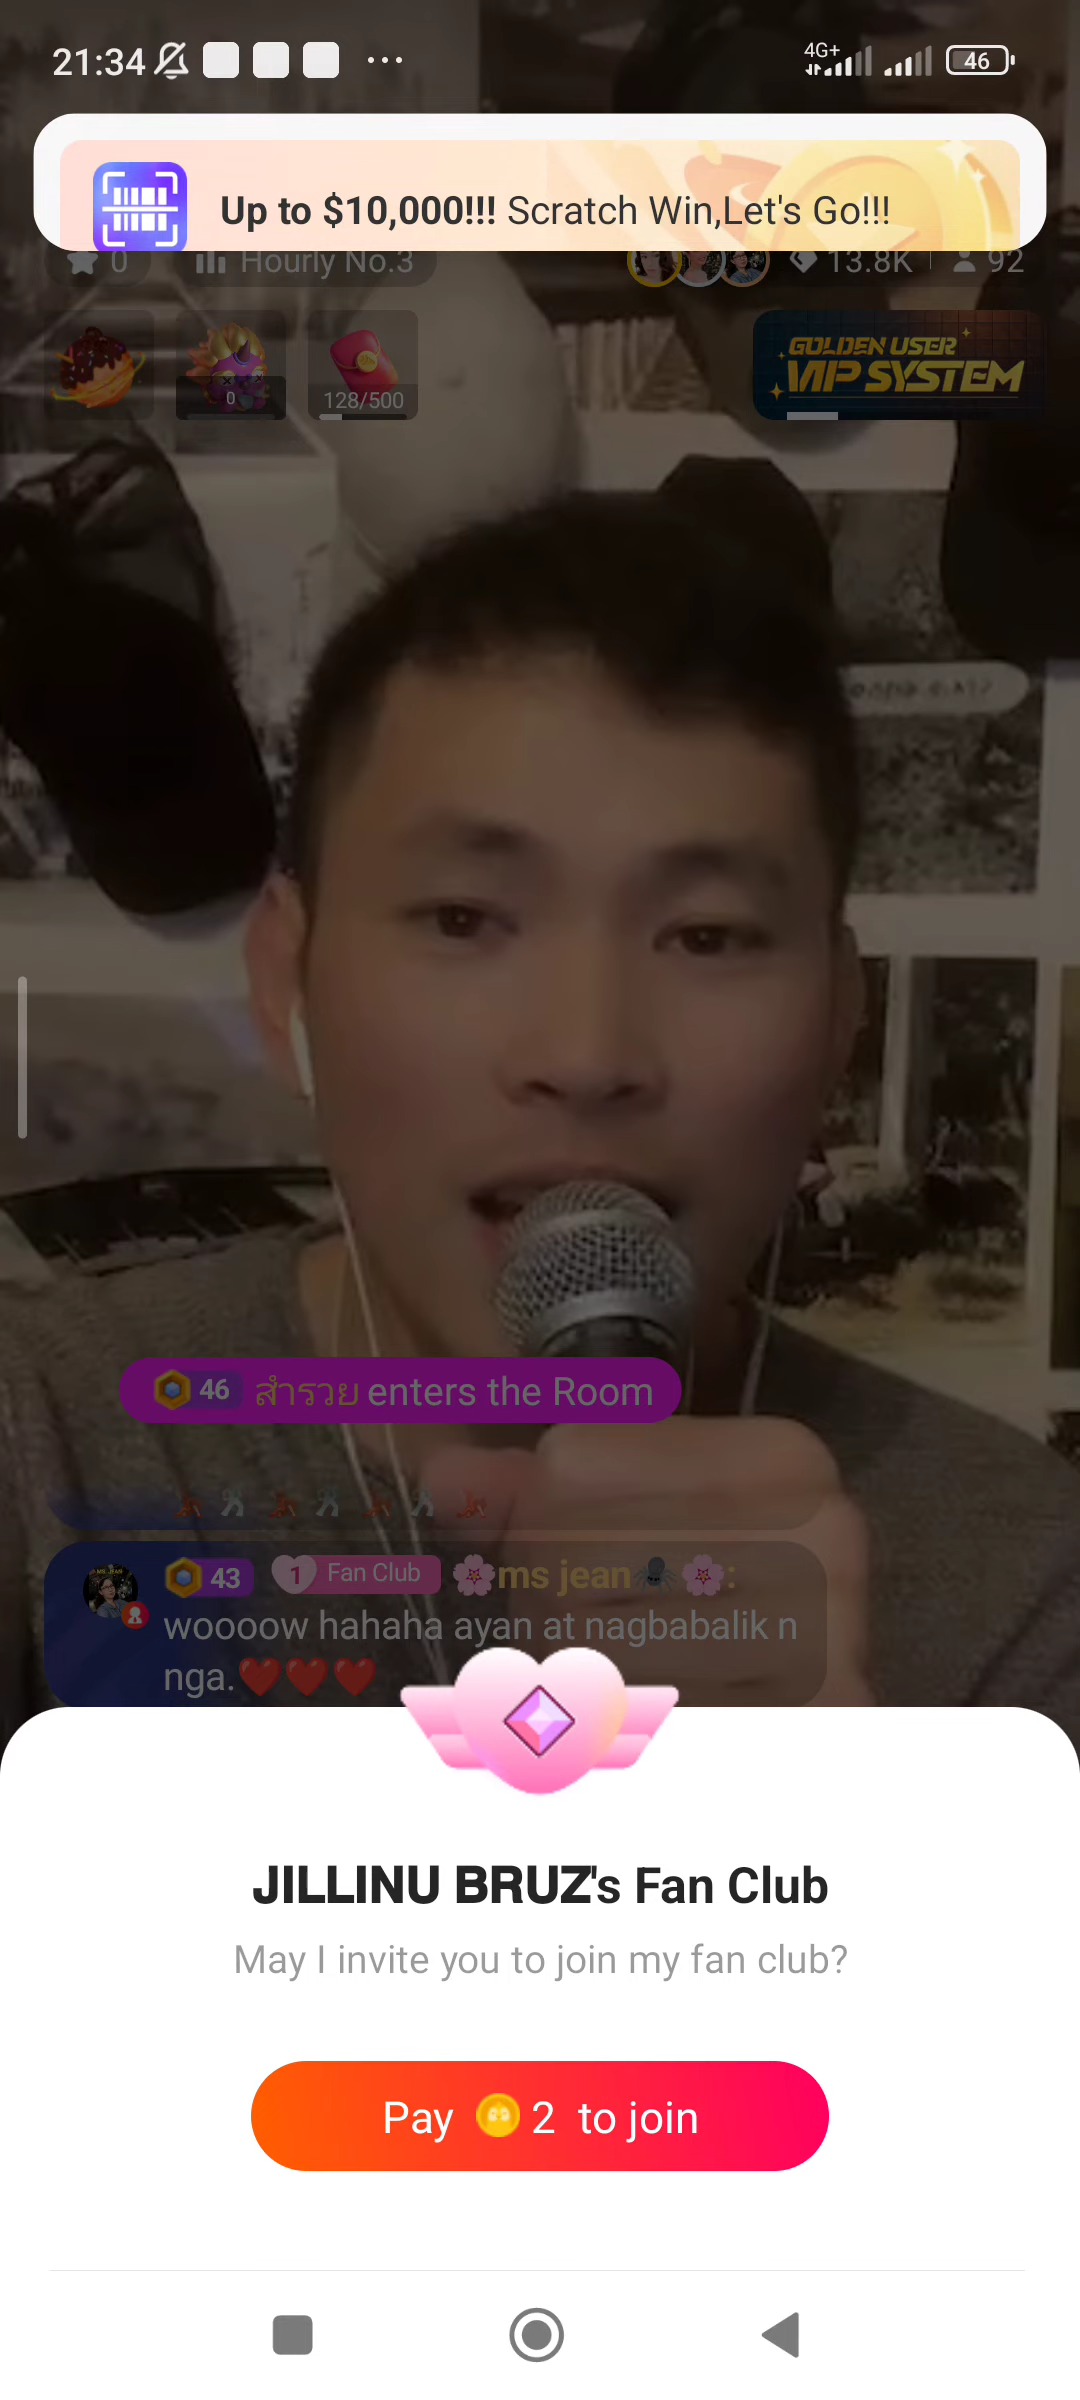 21:34
4G+
46
Up to $10,000!!! Scratch Win,Let's Go!!!
0
Hourly No.3
13.8K
92
0
128/500
GOLDEN USER
VIP SYSTEM
46 สำรวย enters the Room
43 1 Fan Club 🌸ms jean🕷️🌸:
woooow hahaha ayan at nagbabalik n
nga.❤️❤️❤️
JILLINU BRUZ's Fan Club
May I invite you to join my fan club?
Pay 2 to join